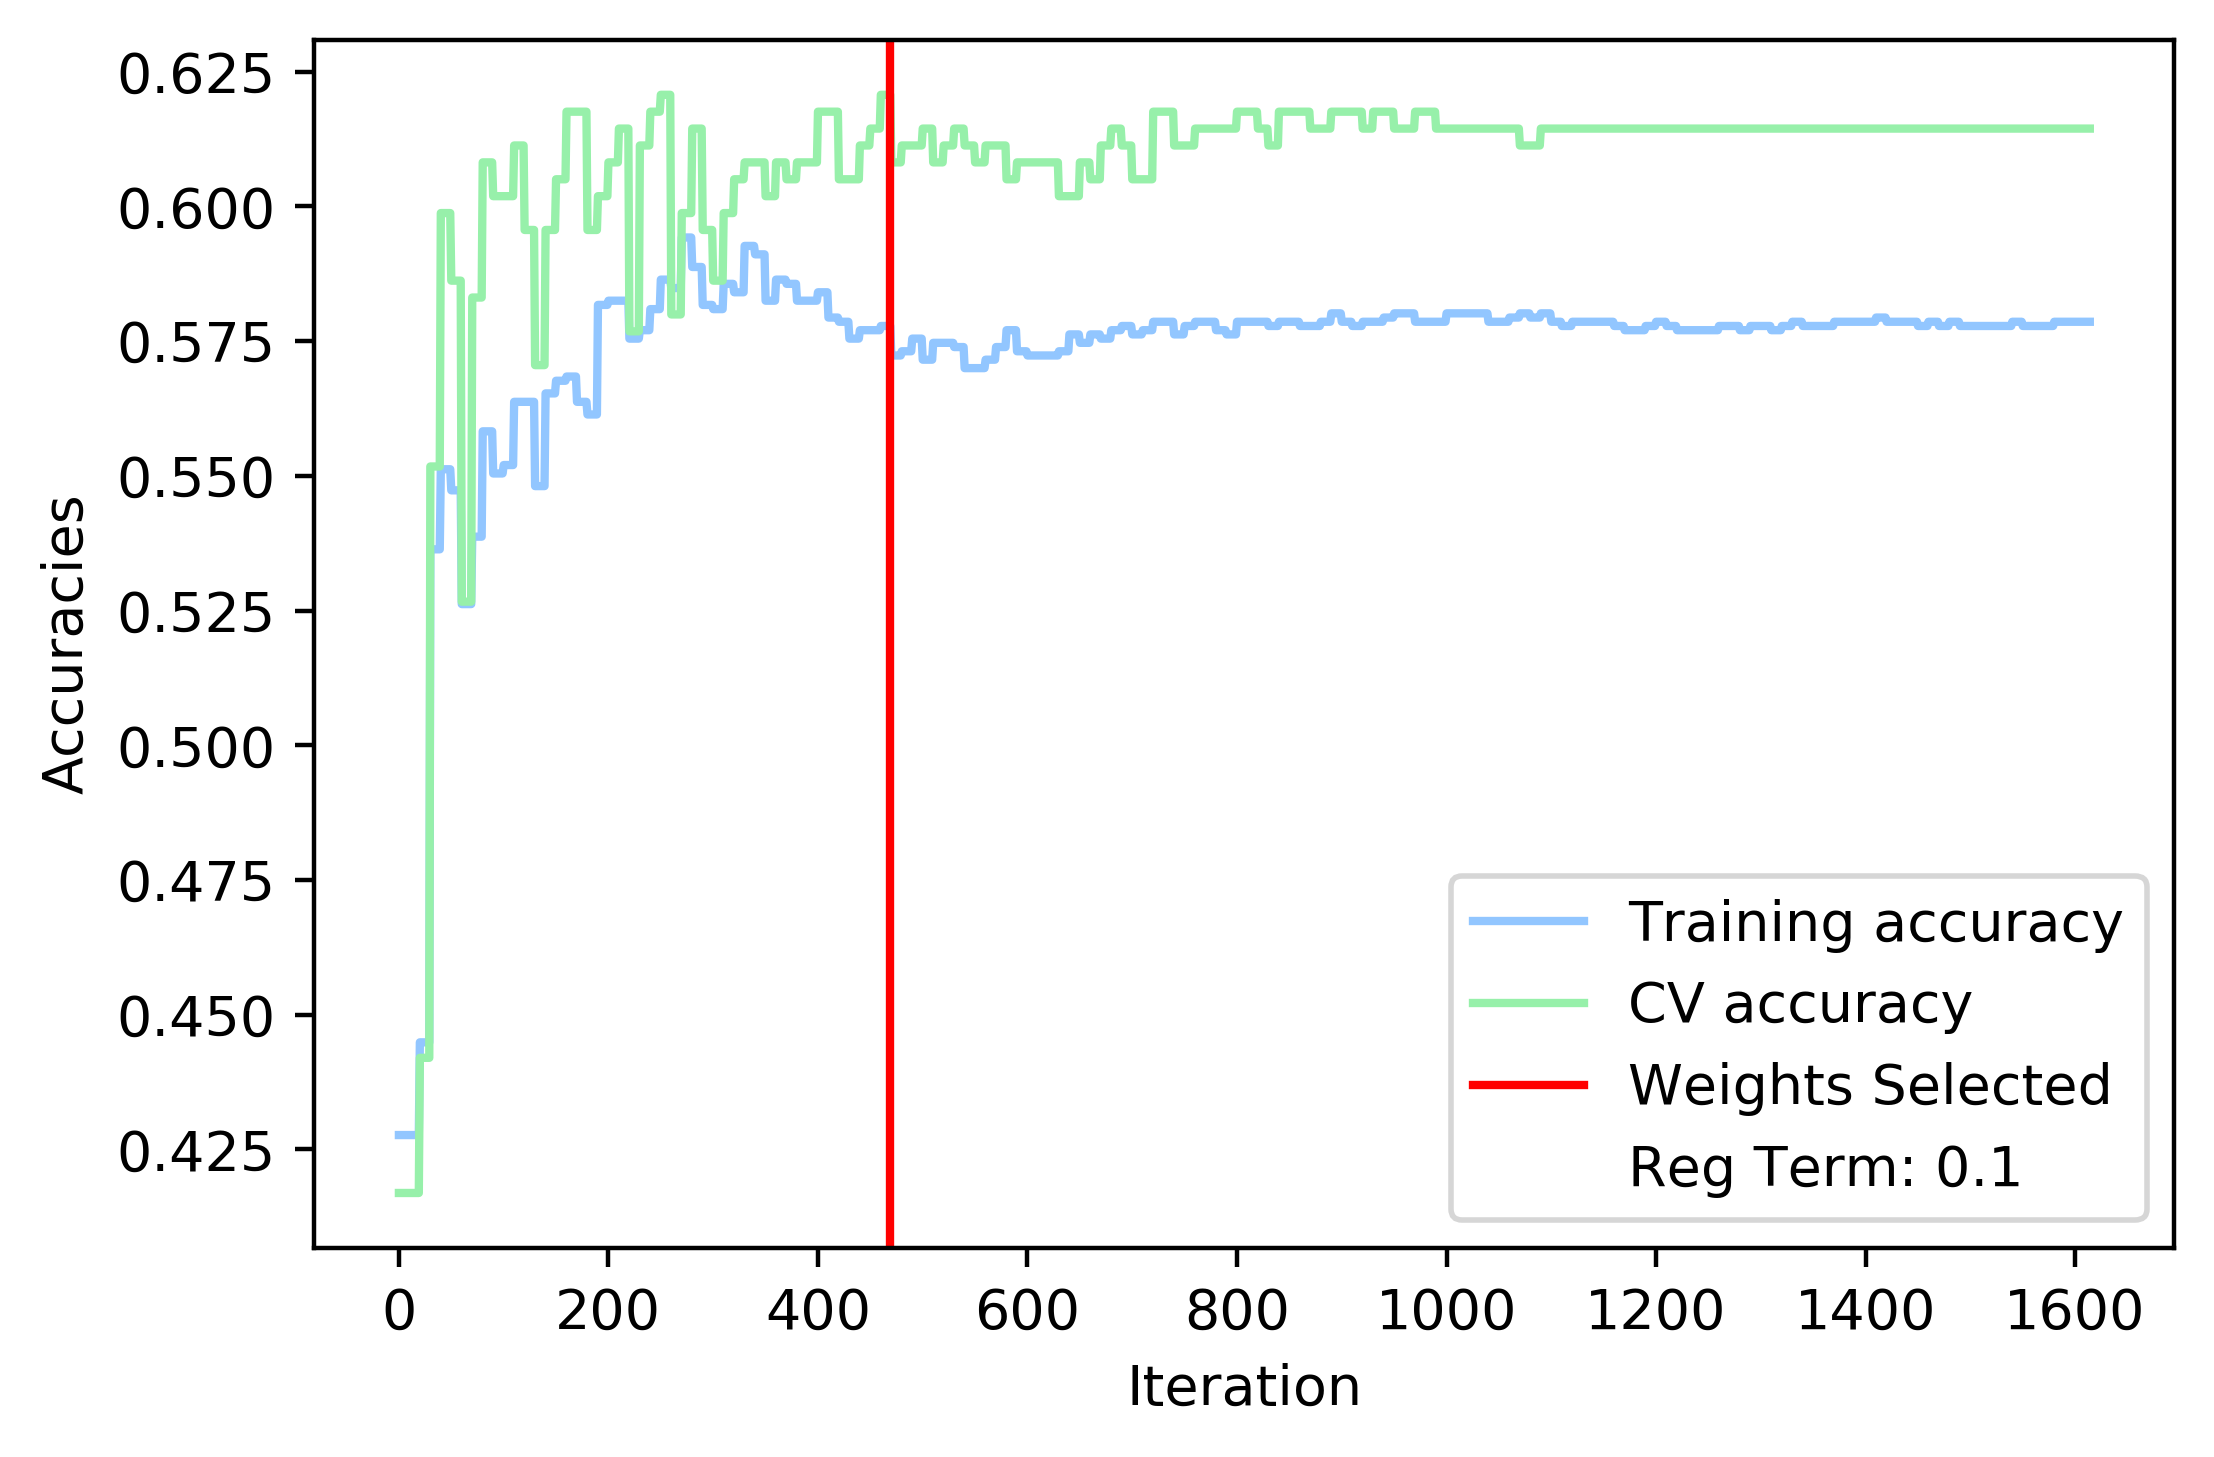 0.625
0.600
0.575
0.550
0.525
0.500
0.475
0.450
0.425
Accuracies
Training accuracy
CV accuracy
Weights Selected
Reg Term: 0.1
0 200 400 600 800 1000 1200 1400 1600
Iteration